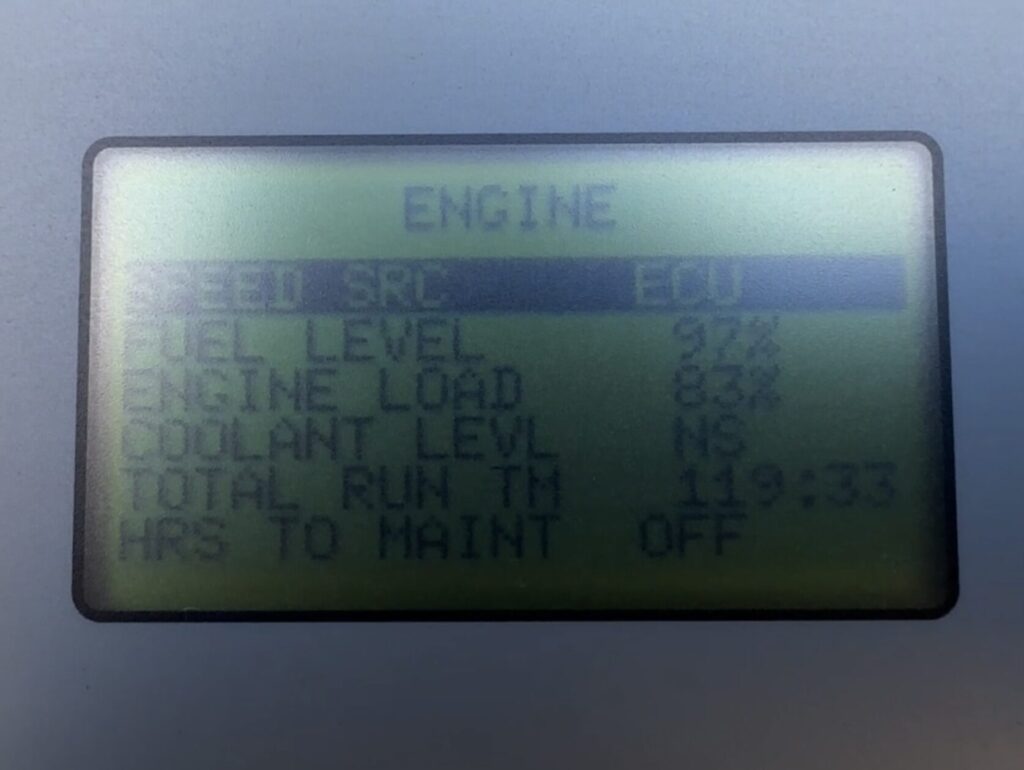 ENGINE
SPEED SRC ECU
FUEL LEVEL 97%
ENGINE LOAD 83%
COOLANT LEVL NS
TOTAL RUN TM 119:33
HRS TO MAINT OFF